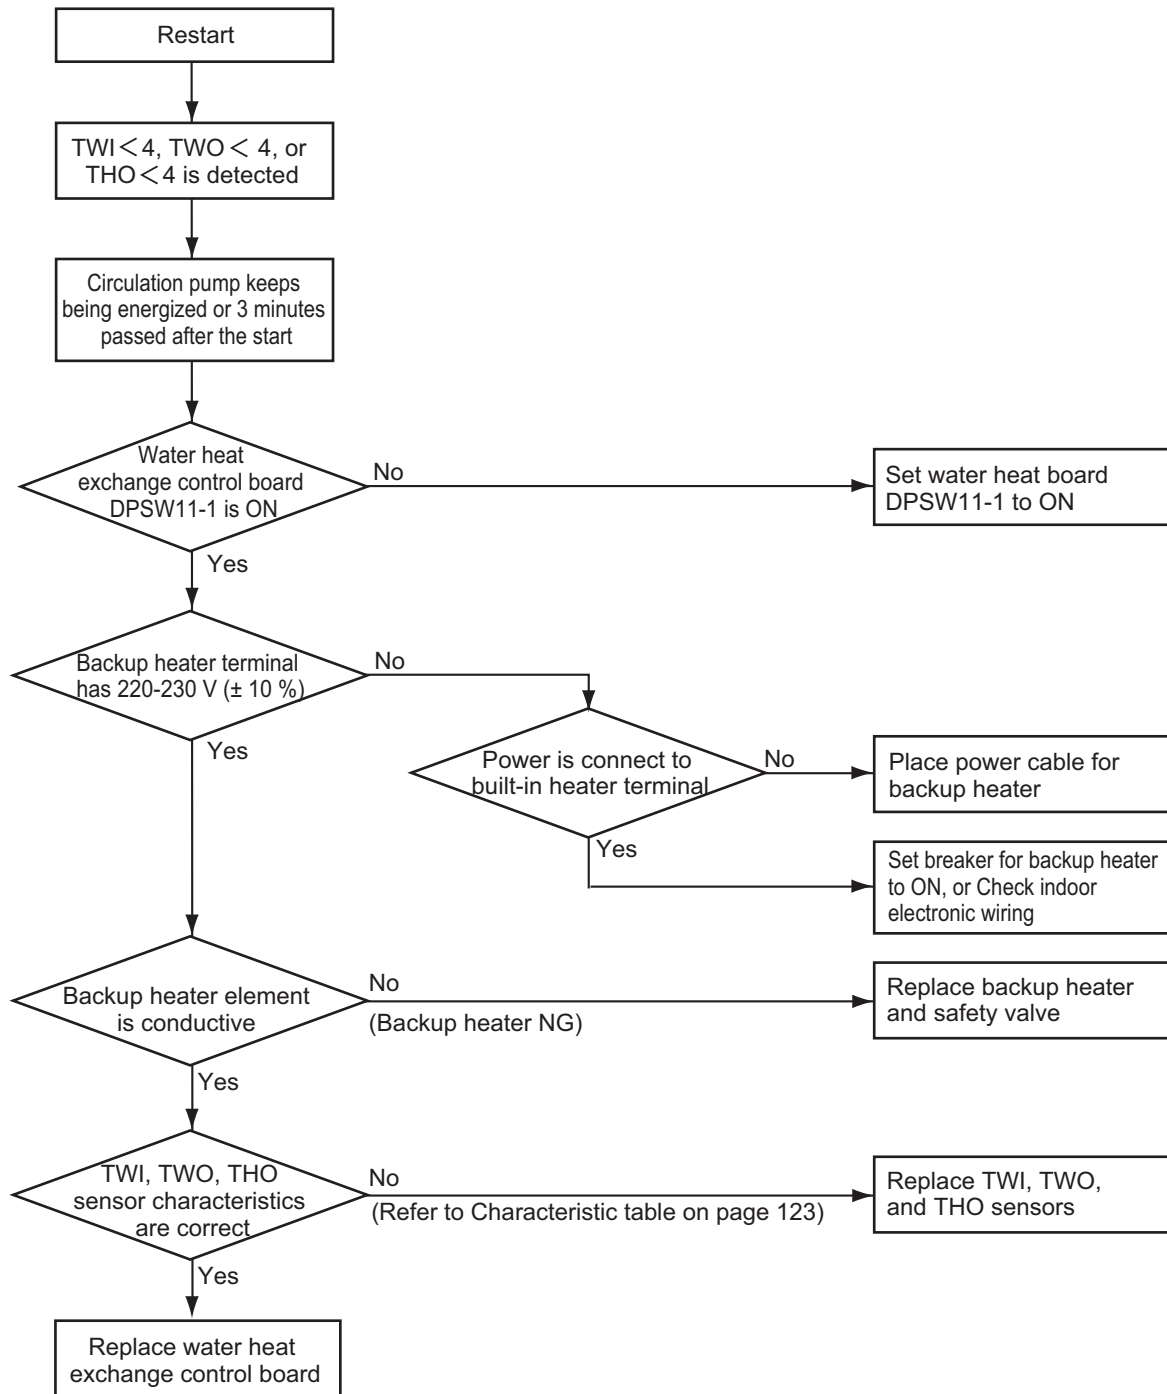 Restart
TWI<4, TWO< 4, or
THO<4 is detected
Circulation pump keeps
being energized or 3 minutes
passed after the start
Water heat
exchange control board
DPSW11-1 is ON
No
Set water heat board
DPSW11-1 to ON
Yes
Backup heater terminal
has 220-230 V (± 10 %)
No
Power is connect to
built-in heater terminal
No
Place power cable for
backup heater
Yes
Set breaker for backup heater
to ON, or Check indoor
electronic wiring
Yes
Backup heater element
is conductive
No
(Backup heater NG)
Replace backup heater
and safety valve
Yes
TWI, TWO, THO
sensor characteristics
are correct
No
(Refer to Characteristic table on page 123)
Replace TWI, TWO,
and THO sensors
Yes
Replace water heat
exchange control board